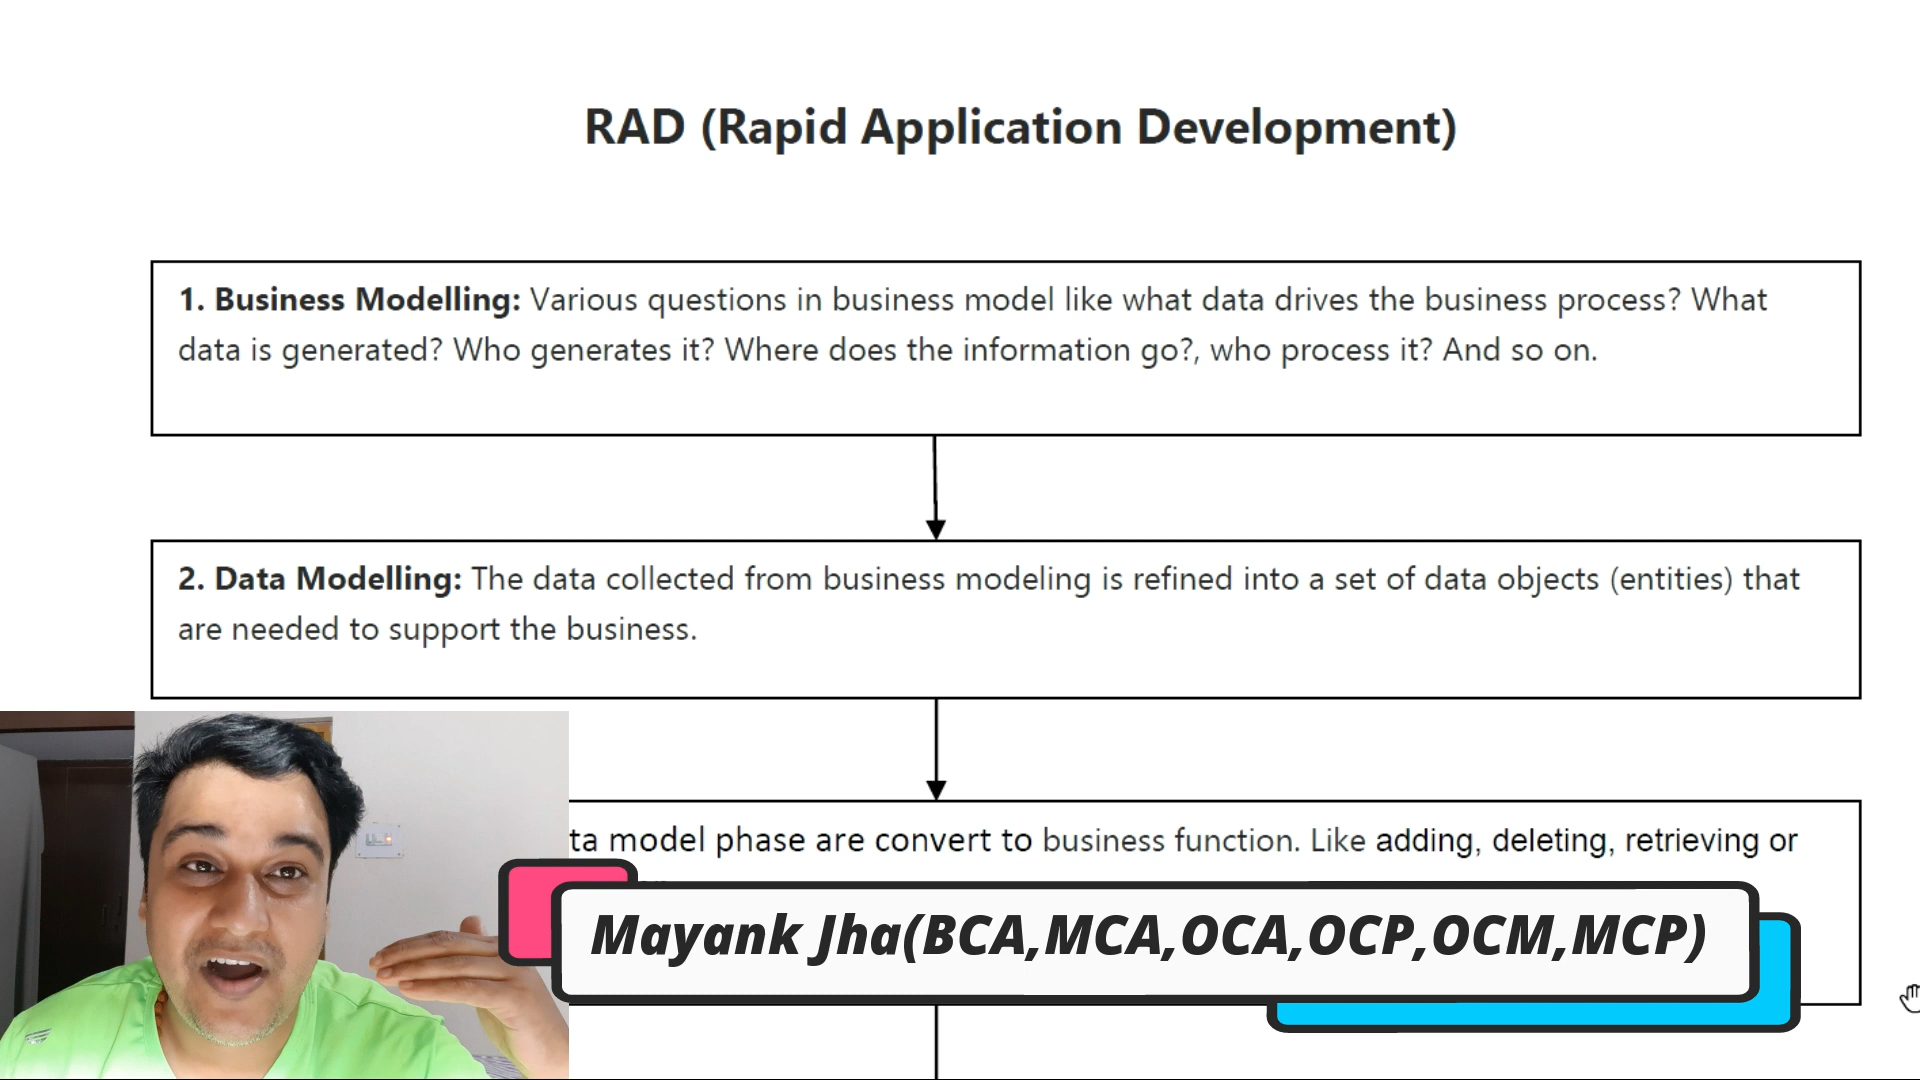 RAD (Rapid Application Development)
1. Business Modelling: Various questions in business model like what data drives the business process? What
data is generated? Who generates it? Where does the information go?, who process it? And so on.
2. Data Modelling: The data collected from business modeling is refined into a set of data objects (entities) that
are needed to support the business.
model phase are convert to business function. Like adding, deleting, retrieving or
Mayank Jha(BCA,MCA,OCA,OCP,OCM,MCP)